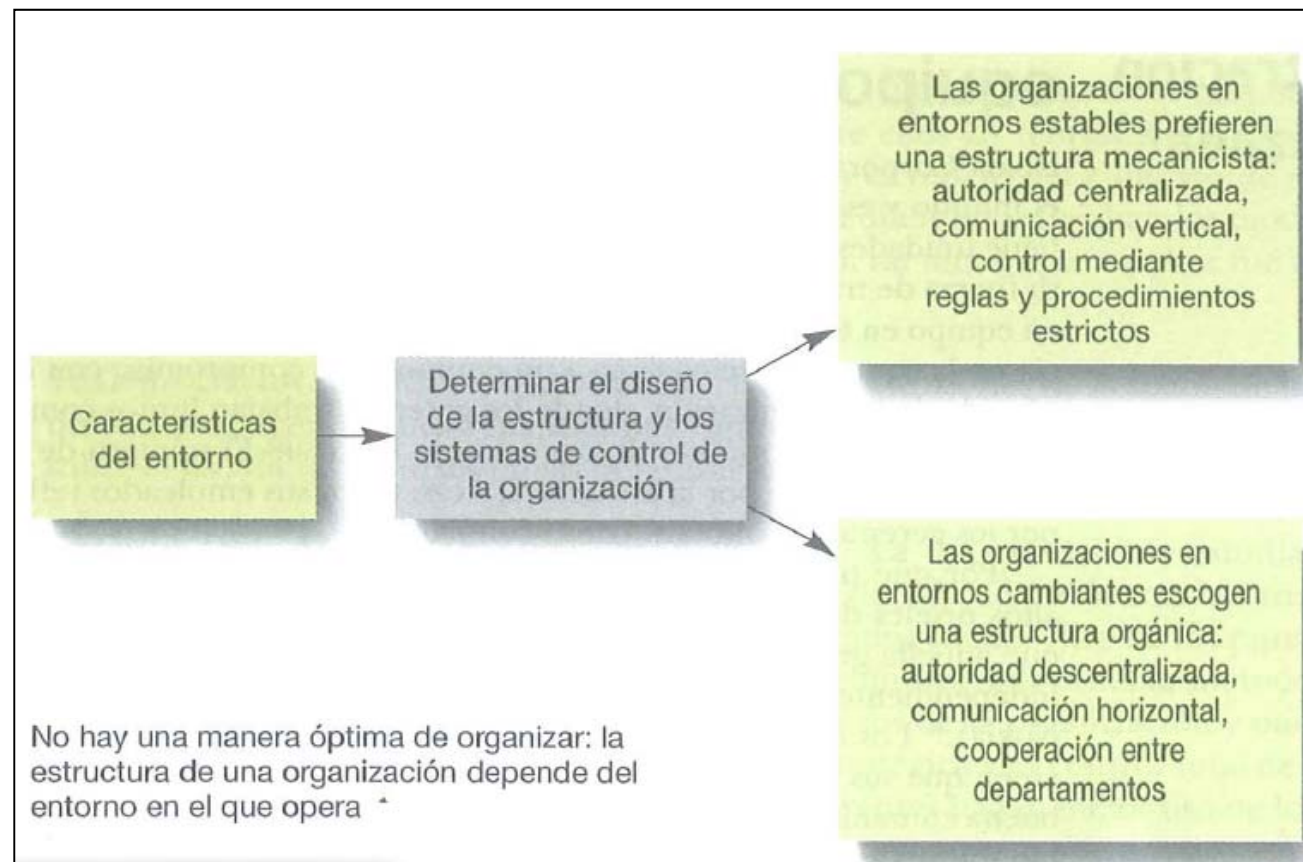 Las organizaciones en
entornos estables prefieren
una estructura mecanicista:
autoridad centralizada,
comunicación vertical,
control mediante
reglas y procedimientos
estrictos
Características
del entorno
Determinar el diseño
de la estructura y los
sistemas de control de
la organización
Las organizaciones en
entornos cambiantes escogen
una estructura orgánica:
autoridad descentralizada,
comunicación horizontal,
cooperación entre
departamentos
No hay una manera óptima de organizar: la
estructura de una organización depende del
entorno en el que opera